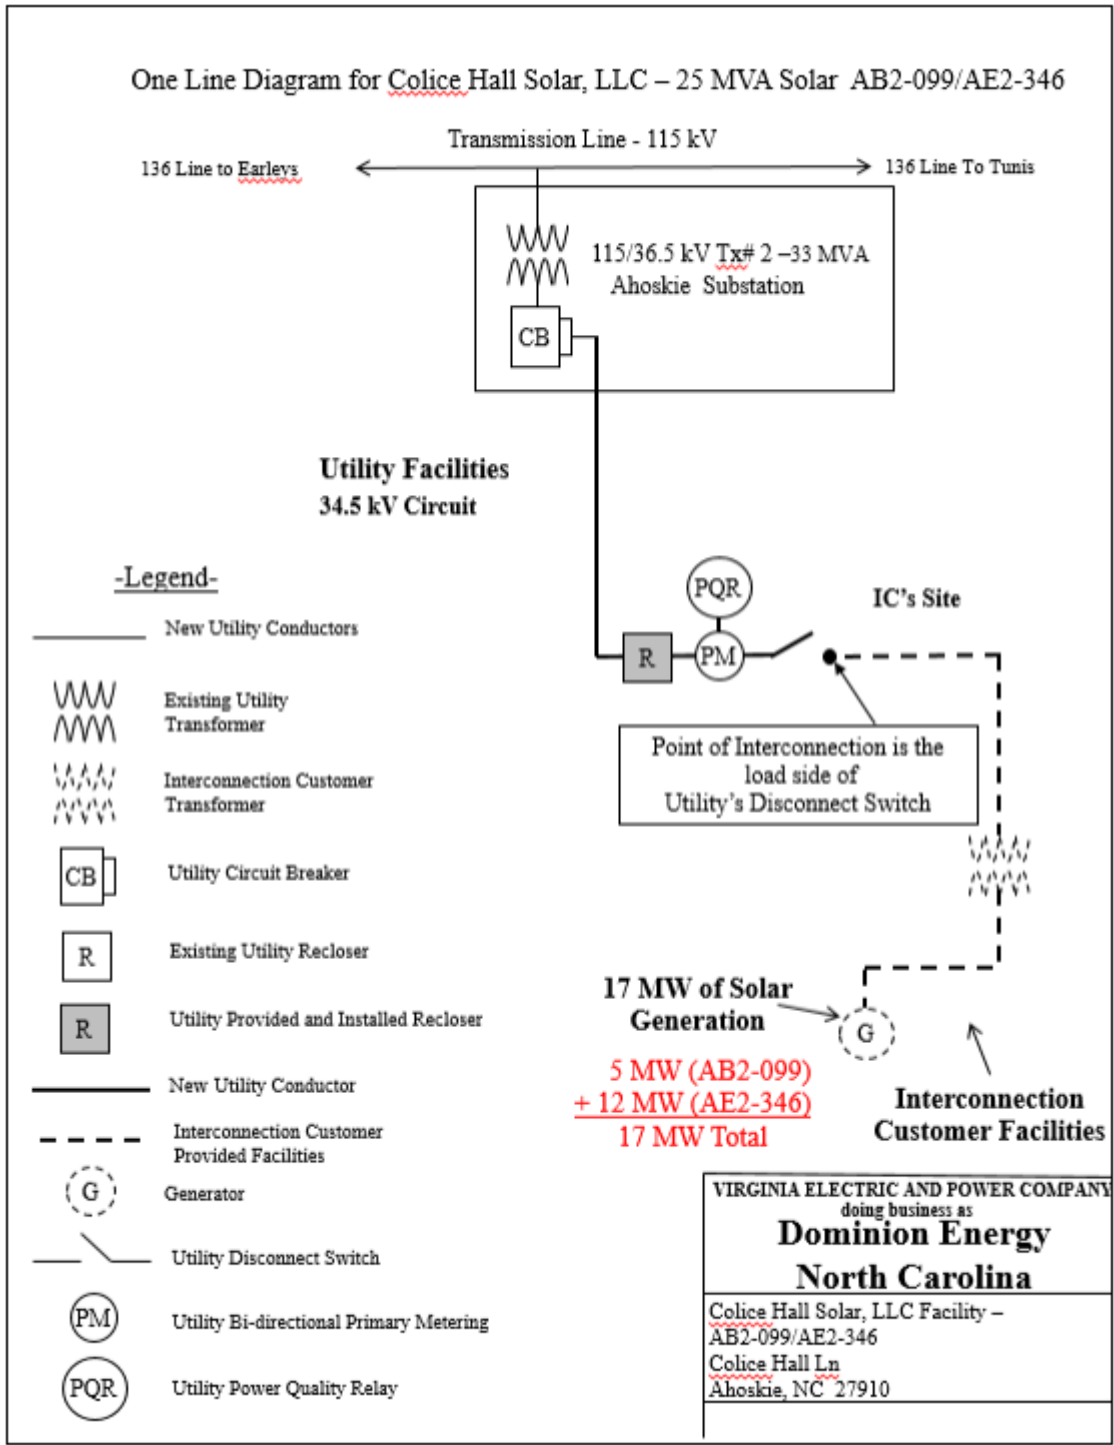 One Line Diagram for Colice Hall Solar, LLC – 25 MVA Solar AB2-099/AE2-346
Transmission Line - 115 kV
136 Line to Earleys
136 Line To Tunis
115/36.5 kV Tx# 2 –33 MVA
Ahoskie Substation
CB
Utility Facilities
34.5 kV Circuit
PQR
IC's Site
R
PM
Point of Interconnection is the
load side of
Utility's Disconnect Switch
17 MW of Solar
Generation
G
5 MW (AB2-099)
+ 12 MW (AE2-346)
17 MW Total
Interconnection
Customer Facilities
-Legend-
New Utility Conductors
Existing Utility
Transformer
Interconnection Customer
Transformer
CB
Utility Circuit Breaker
R
Existing Utility Recloser
R
Utility Provided and Installed Recloser
New Utility Conductor
Interconnection Customer
Provided Facilities
G
Generator
Utility Disconnect Switch
PM
Utility Bi-directional Primary Metering
PQR
Utility Power Quality Relay
VIRGINIA ELECTRIC AND POWER COMPANY
doing business as
Dominion Energy
North Carolina
Colice Hall Solar, LLC Facility –
AB2-099/AE2-346
Colice Hall Ln
Ahoskie, NC 27910